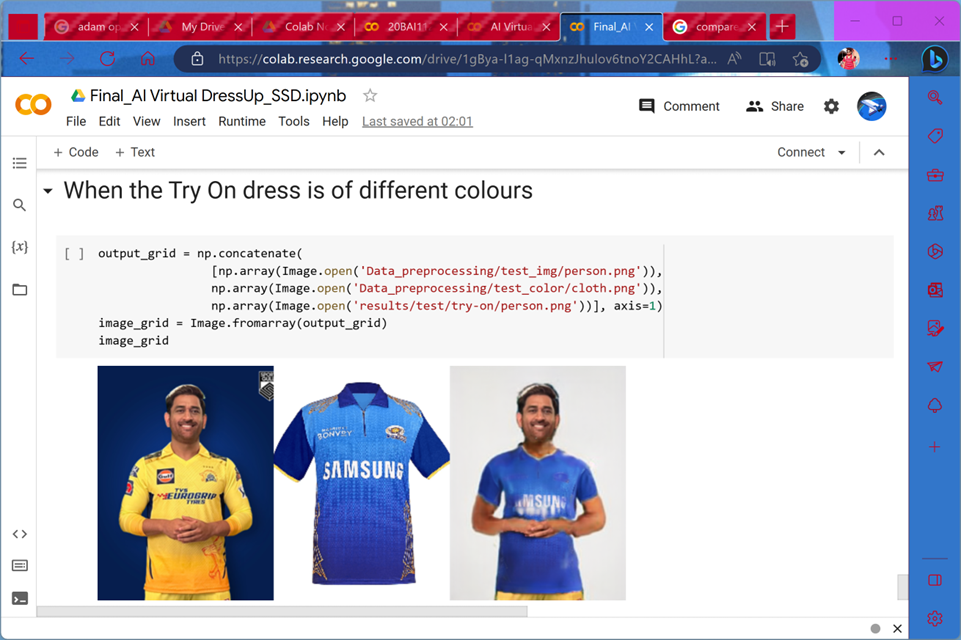 adam op
My Drive
Colab No
20BAI11
AI Virtua
Final_AI
compare
https://colab.research.google.com/drive/1gBya-I1ag-qMxnzJhulov6tnoY2CAHhL?a...
Final_AI Virtual DressUp_SSD.ipynb
Comment
Share
File Edit View Insert Runtime Tools Help Last saved at 02:01
+ Code + Text
Connect
When the Try On dress is of different colours
[ ] output_grid = np.concatenate(
[np.array(Image.open('Data_preprocessing/test_img/person.png')),
np.array(Image.open('Data_preprocessing/test_color/cloth.png')),
np.array(Image.open('results/test/try-on/person.png'))], axis=1)
image_grid = Image.fromarray(output_grid)
image_grid
{x}
TVS
EUROGRIP
TYRES
SAMSUNG